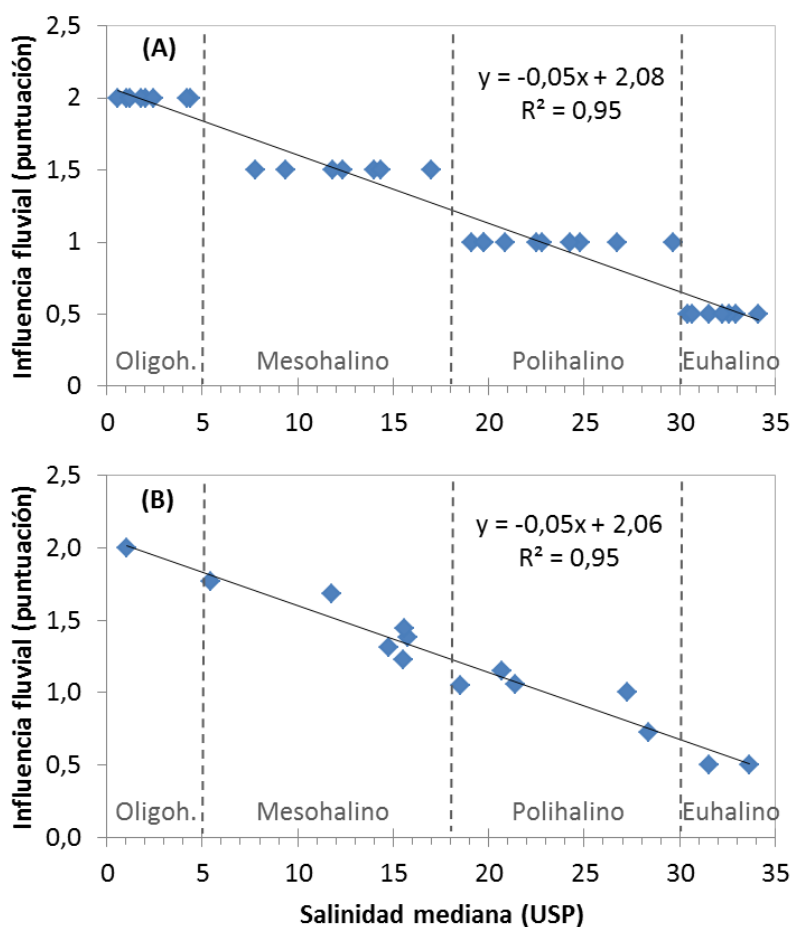 Influencia fluvial (puntuación)
2,5
2
1,5
1
0,5
0
(A)
y = -0,05x + 2,08
R² = 0,95
Oligoh.
Mesohalino
Polihalino
Euhalino
0 5 10 15 20 25 30 35
Influencia fluvial (puntuación)
2,5
2,0
1,5
1,0
0,5
0,0
(B)
y = -0,05x + 2,06
R² = 0,95
Oligoh.
Mesohalino
Polihalino
Euhalino
0 5 10 15 20 25 30 35
Salinidad mediana (USP)